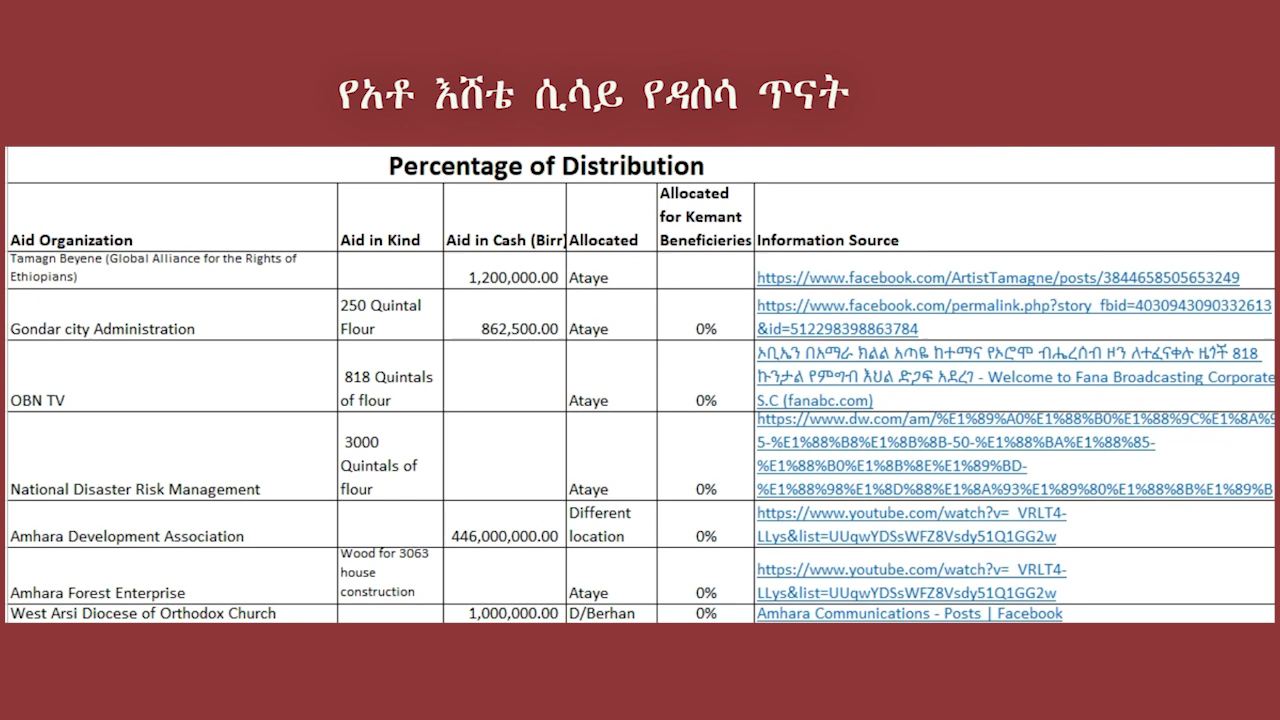 የአቶ እሸቴ ሲሳይ የዳሰሳ ጥናት
Percentage of Distribution
Allocated
for Kemant
Aid Organization Aid in Kind Aid in Cash (Birr) Allocated Beneficieries Information Source
Tamagn Beyene (Global Alliance for the Rights of
Ethiopians) 1,200,000.00 Ataye https://www.facebook.com/ArtistTamagne/posts/3844658505653249
250 Quintal https://www.facebook.com/permalink.php?story_fbid=4030943090332613
Gondar city Administration Flour 862,500.00 Ataye 0% &id=512298398863784
ኦቢኤን በአማራ ክልል አጣዬ ከተማና የኦሮሞ ብሔረሰብ ዞን ለተፈናቀሉ ዜጎች 818
818 Quintals ኩንታል የምግብ እህል ድጋፍ አደረገ - Welcome to Fana Broadcasting Corporate
OBN TV of flour Ataye 0% S.C (fanabc.com)
https://www.dw.com/am/%E1%89%A0%E1%88%B0%E1%88%9C%E1%8A%9
3000 5-%E1%88%B8%E1%8B%8B-50-%E1%88%BA%E1%88%85-
Quintals of %E1%88%B0%E1%8B%8E%E1%89%BD-
National Disaster Risk Management flour Ataye 0% %E1%88%98%E1%8D%88%E1%8A%93%E1%89%80%E1%88%8B%E1%89%B
Different https://www.youtube.com/watch?v=_VRLT4-
Amhara Development Association 446,000,000.00 location 0% LLys&list=UUqwYDSsWFZ8Vsdy51Q1GG2w
Wood for 3063
house https://www.youtube.com/watch?v=_VRLT4-
Amhara Forest Enterprise construction Ataye 0% LLys&list=UUqwYDSsWFZ8Vsdy51Q1GG2w
West Arsi Diocese of Orthodox Church 1,000,000.00 D/Berhan 0% Amhara Communications - Posts | Facebook